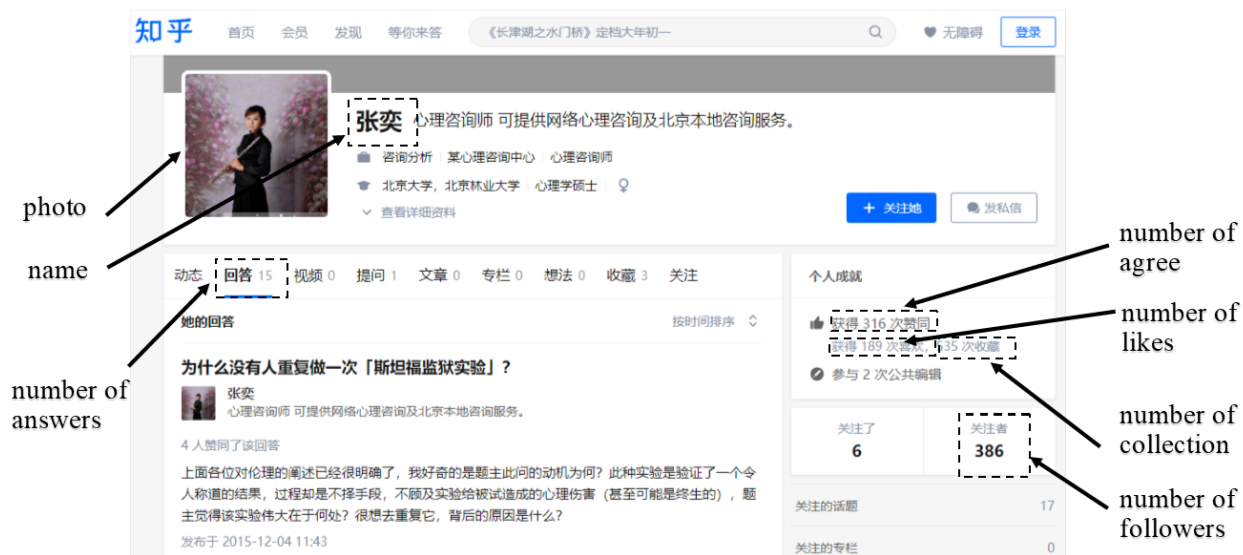 知乎 首页 会员 发现 等你来答 《长津湖之水门桥》定档大年初一 无障碍 登录
张奕 心理咨询师 可提供网络心理咨询及北京本地咨询服务。
咨询分析 某心理咨询中心 心理咨询师
北京大学，北京林业大学 心理学硕士
查看详细资料
+ 关注她 发私信
photo
name
number of
answers
动态 回答 15 视频 0 提问 1 文章 0 专栏 0 想法 0 收藏 3 关注
她的回答 按时间排序
为什么没有人重复做一次「斯坦福监狱实验」？
张奕
心理咨询师 可提供网络心理咨询及北京本地咨询服务。
4 人赞同了该回答
上面各位对伦理的阐述已经很明确了，我好奇的是题主此问的动机为何？此种实验是验证了一个令
人称道的结果，过程却是不择手段，不顾及实验给被试造成的心理伤害（甚至可能是终生的），题
主觉得该实验伟大在于何处？很想去重复它，背后的原因是什么？
发布于 2015-12-04 11:43
个人成就
获得 316 次赞同
获得 189 次喜欢，535 次收藏
参与 2 次公共编辑
关注了 关注者
6 386
关注的话题 17
关注的专栏 0
number of
agree
number of
likes
number of
collection
number of
followers